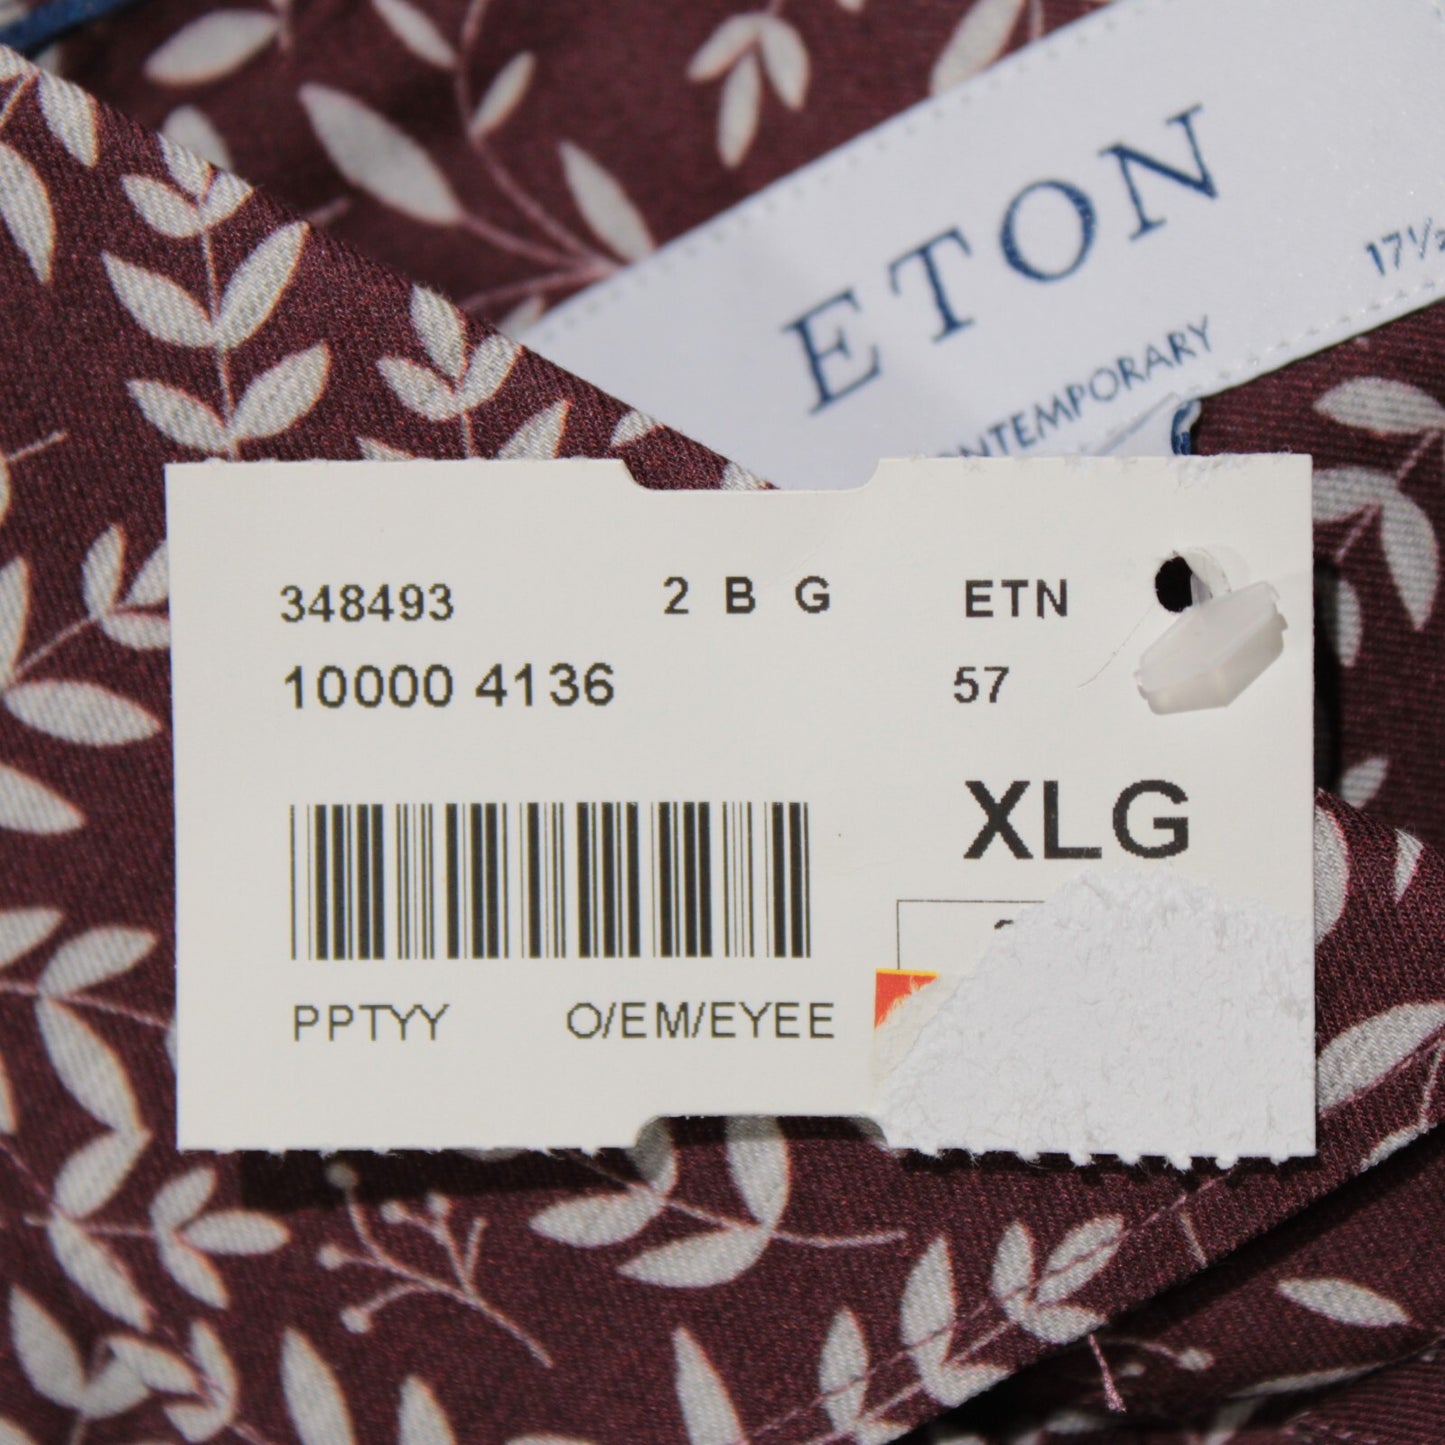 ETON
17½
CONTEMPORARY
348493 2 B G ETN
10000 4136 57
XLG
PPTYY O/EM/EYEE